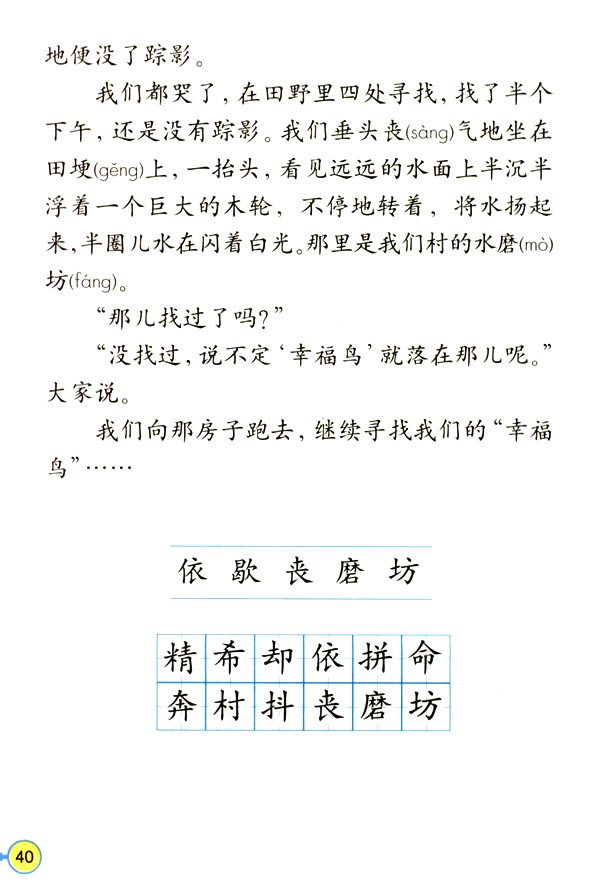 地便没了踪影。
我们都哭了，在田野里四处寻找，找了半个
下午，还是没有踪影。我们垂头丧(sàng)气地坐在
田埂(gěng)上，一抬头，看见远远的水面上半沉半
浮着一个巨大的木轮，不停地转着，将水扬起
来，半圈儿水在闪着白光。那里是我们村的水磨(mò)
坊(fáng)。
“那儿找过了吗？”
“没找过，说不定‘幸福鸟’就落在那儿呢。”
大家说。
我们向那房子跑去，继续寻找我们的“幸福
鸟”……
依 歇 丧 磨 坊
精 希 却 依 拼 命
奔 村 抖 丧 磨 坊
40